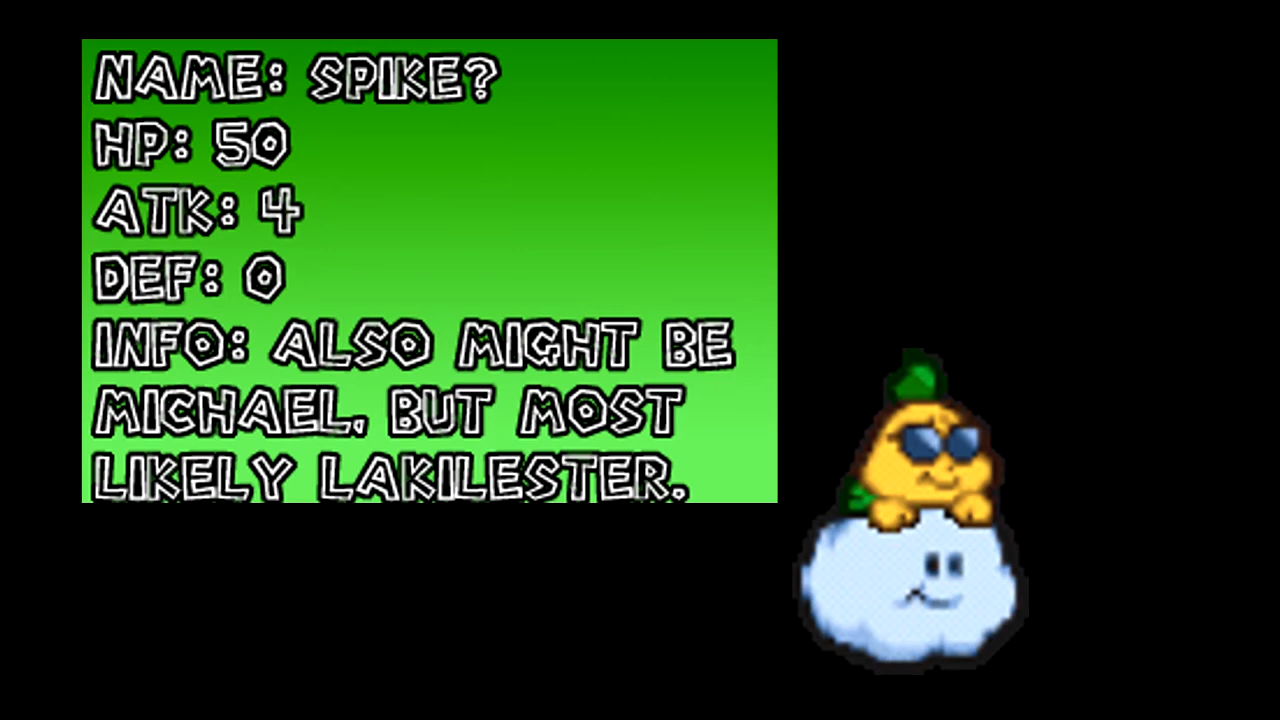 NAME: SPIKE?
HP: 50
ATK: 4
DEF: 0
INFO: ALSO MIGHT BE
MICHAEL, BUT MOST
LIKELY LAKILESTER.